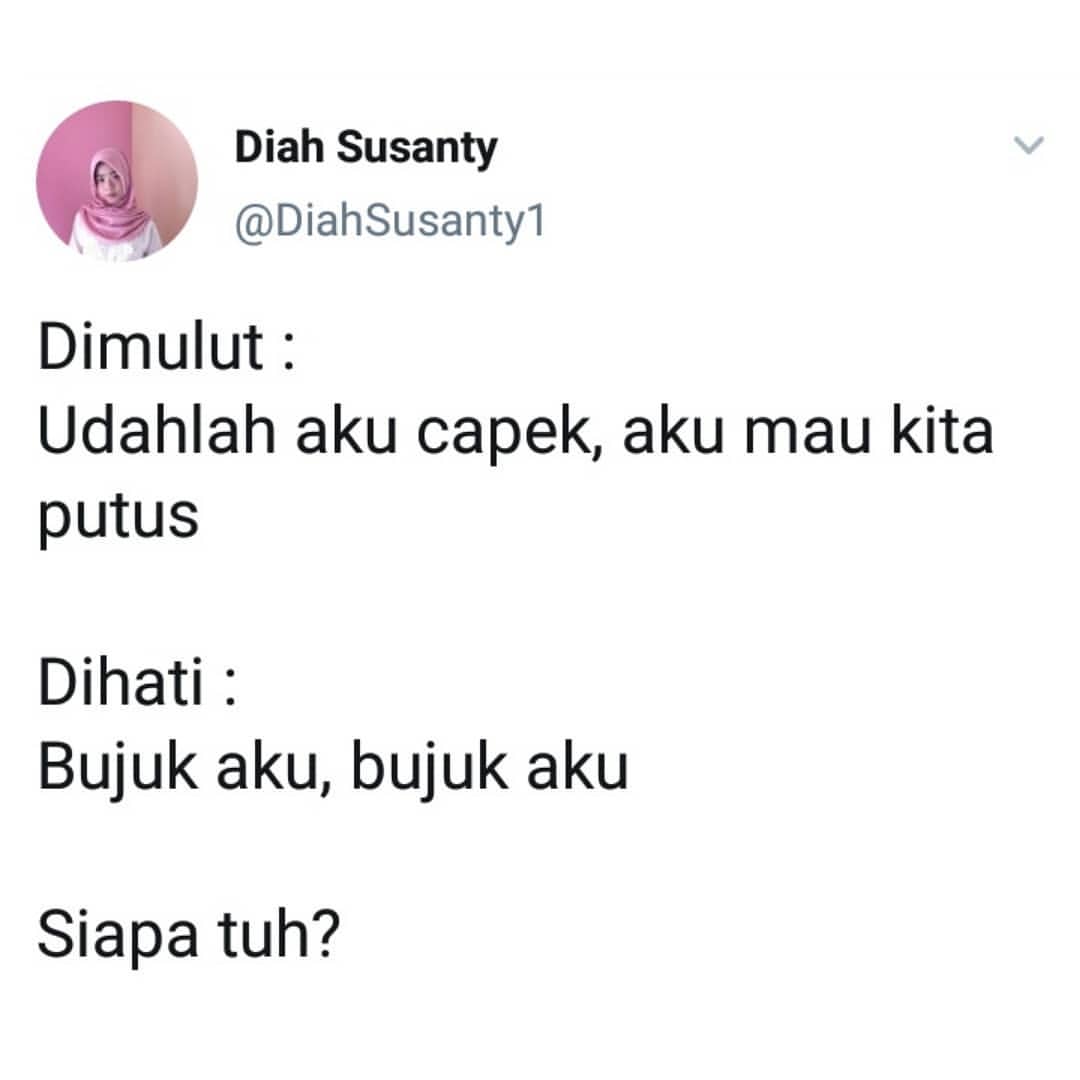 Diah Susanty
@DiahSusanty1
Dimulut :
Udahlah aku capek, aku mau kita
putus
Dihati :
Bujuk aku, bujuk aku
Siapa tuh?